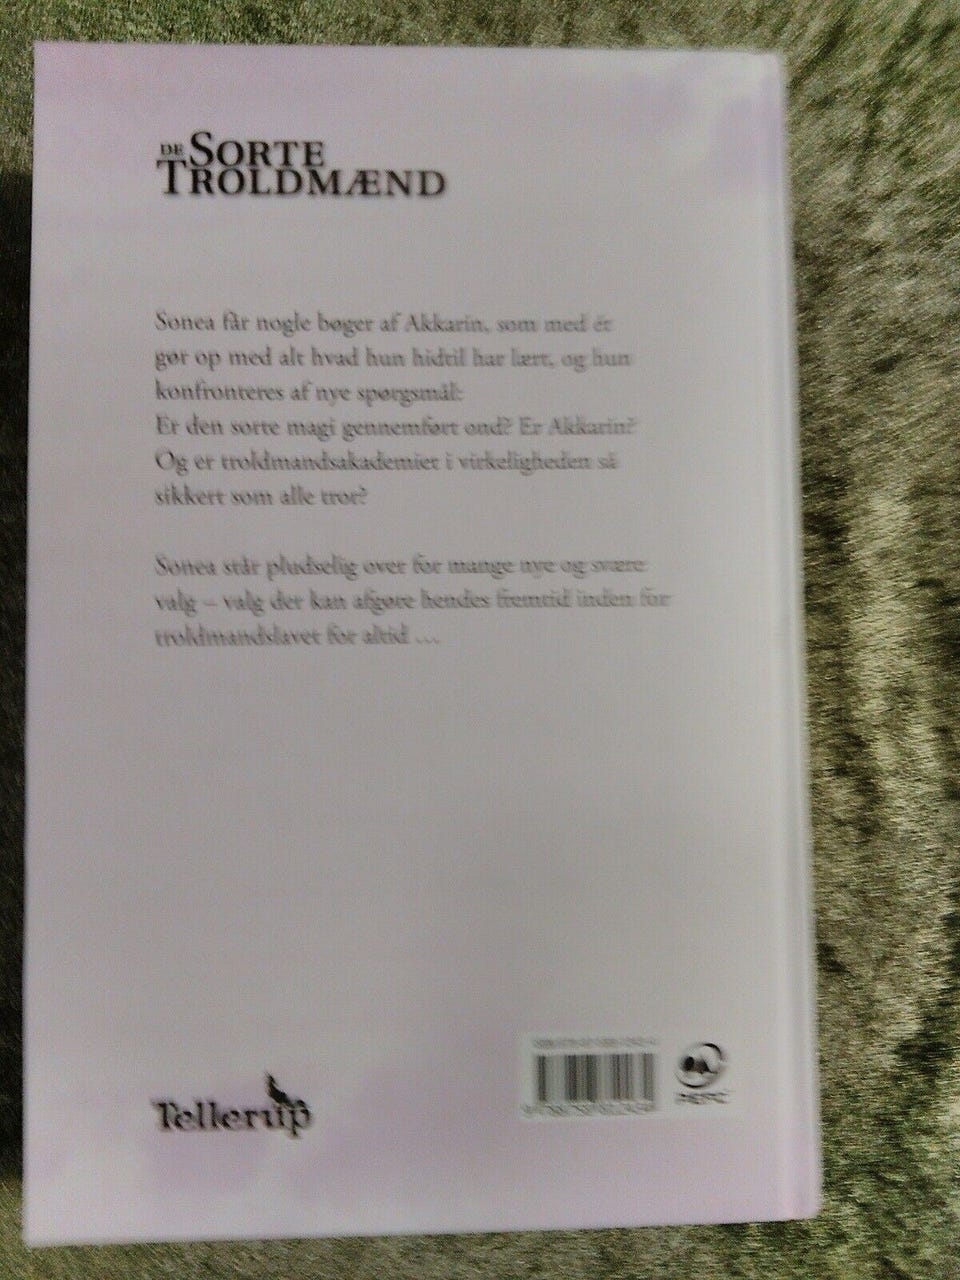 DE SORTE
TROLDMÆND
Sonea får nogle bøger af Akkarin, som med ét
gør op med alt hvad hun hidtil har lært, og hun
konfronteres af nye spørgsmål:
Er den sorte magi gennemført ond? Er Akkarin?
Og er troldmandsakademiet i virkeligheden så
sikkert som alle tror?
Sonea står pludselig over for mange nye og svære
valg – valg der kan afgøre hendes fremtid inden for
troldmandslavet for altid ...
Tellerup
PEFC